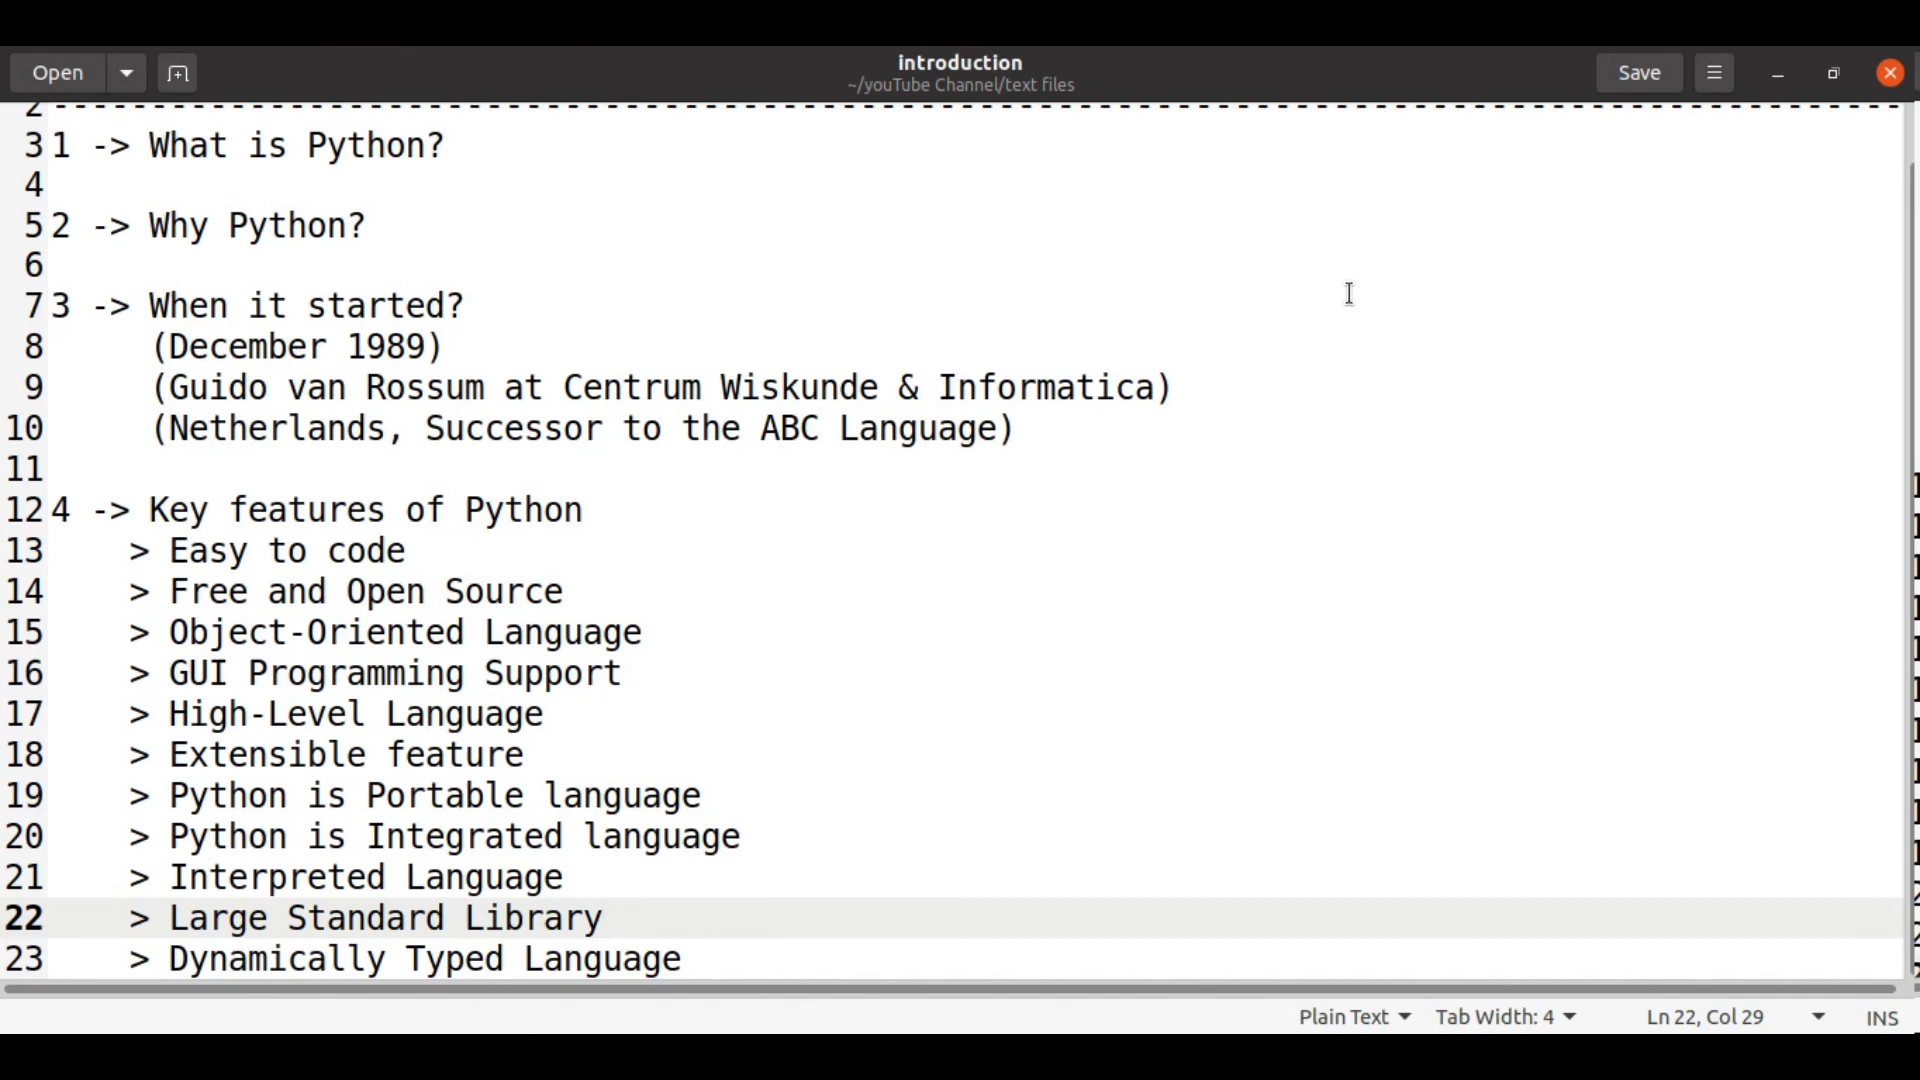 Open
introduction
~/youTube Channel/text files
Save
2 ----------------------------------------------------------------------------------------------
3 1 -> What is Python?
4
5 2 -> Why Python?
6
7 3 -> When it started?
8 (December 1989)
9 (Guido van Rossum at Centrum Wiskunde & Informatica)
10 (Netherlands, Successor to the ABC Language)
11
12 4 -> Key features of Python
13 > Easy to code
14 > Free and Open Source
15 > Object-Oriented Language
16 > GUI Programming Support
17 > High-Level Language
18 > Extensible feature
19 > Python is Portable language
20 > Python is Integrated language
21 > Interpreted Language
22 > Large Standard Library
23 > Dynamically Typed Language
Plain Text Tab Width: 4 Ln 22, Col 29 INS